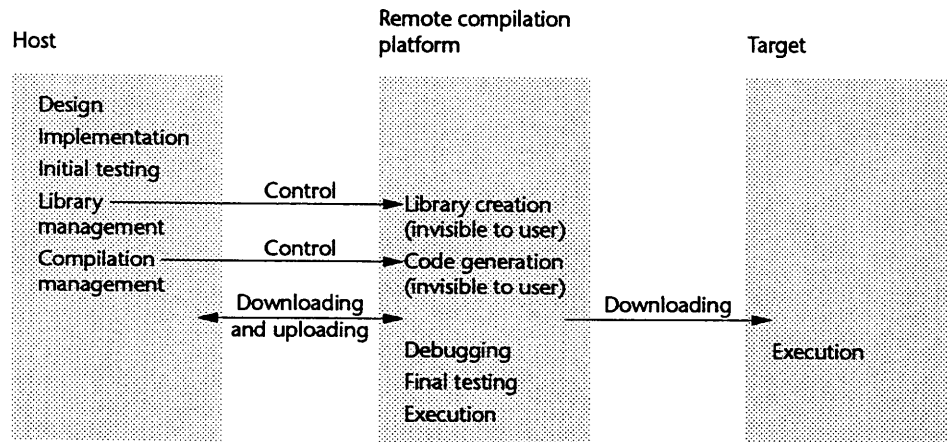 Host
Remote compilation
platform
Target
Design
Implementation
Initial testing
Library
management
Compilation
management
Control
Control
Downloading
and uploading
Library creation
(invisible to user)
Code generation
(invisible to user)
Debugging
Final testing
Execution
Downloading
Execution